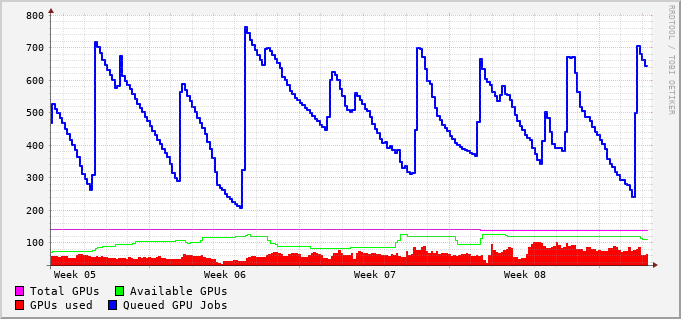 800
700
600
500
400
300
200
100
Week 05 Week 06 Week 07 Week 08
Total GPUs Available GPUs
GPUs used Queued GPU Jobs
RRDTOOL / TOBI OETIKER